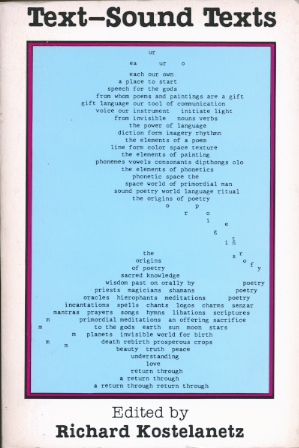 Text–Sound Texts
ur
ea ur o
each our own
a place to start
speech for the gods
from whom poems and paintings are a gift
gift language our tool of communication
voice our instrument initiate light
from invisible nouns verbs
the power of language
diction form imagery rhythm
the elements of a poem
line form color space texture
the elements of painting
phonemes vowels consonants dipthongs olo
the elements of phonetics
phonetic space the
space world of primordial man
sound poetry world language ritual
the origins of poetry
o p
r o
i e
g t
i r
n y
s o
f
the
origins
of poetry
sacred knowledge
wisdom past on orally by poetry
priests magicians shamans poetry
oracles hierophants meditations poetry
incantations spells chants logos chares senzar
mantras prayers songs hymns libations scriptures
m primordial meditations an offering sacrifice
m to the gods earth sun moon stars
m m planets invisible world for birth
m m death rebirth prosperous crops
beauty truth peace
understanding
love
return through
a return through
a return through return through
Edited by
Richard Kostelanetz